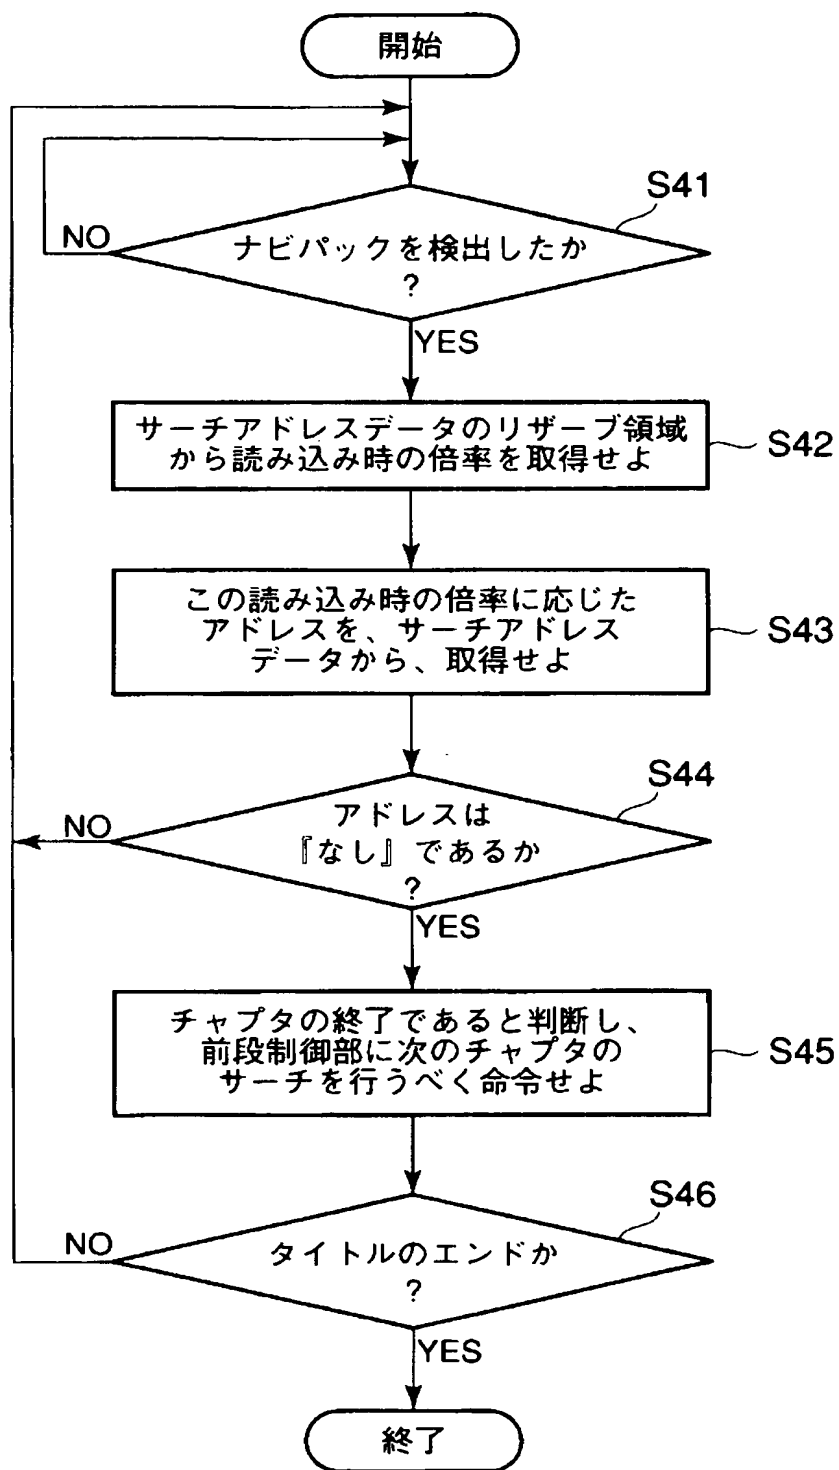 開始
S41
NO
ナビパックを検出したか
?
YES
サーチアドレスデータのリザーブ領域
から読み込み時の倍率を取得せよ
S42
この読み込み時の倍率に応じた
アドレスを、サーチアドレス
データから、取得せよ
S43
S44
NO
アドレスは
『なし』であるか
?
YES
チャプタの終了であると判断し、
前段制御部に次のチャプタの
サーチを行うべく命令せよ
S45
S46
NO
タイトルのエンドか
?
YES
終了